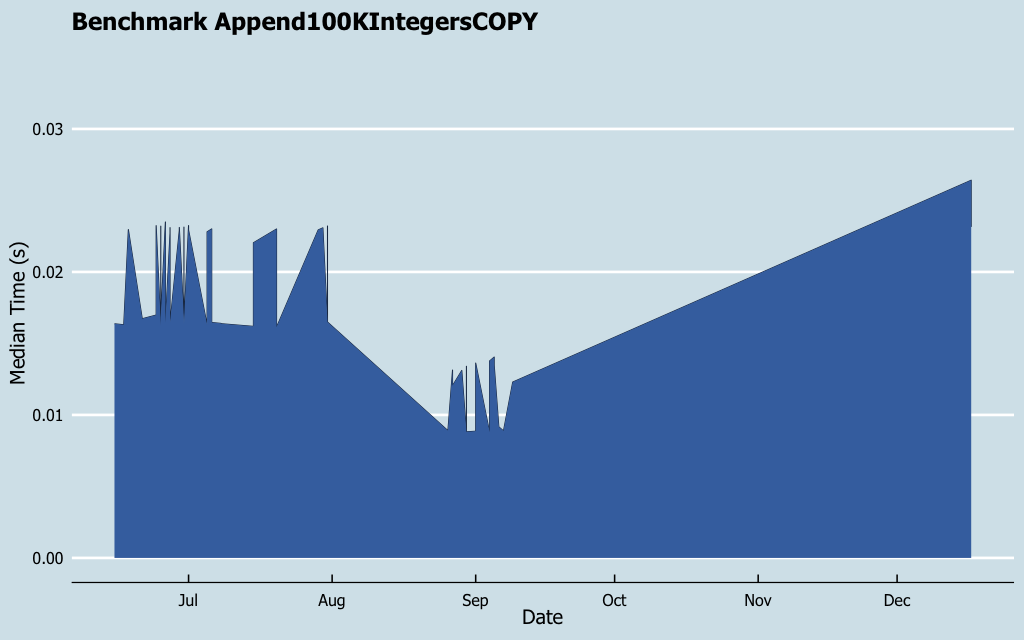 Benchmark Append100KIntegersCOPY
Median Time (s)
0.03
0.02
0.01
0.00
Jul Aug Sep Oct Nov Dec
Date